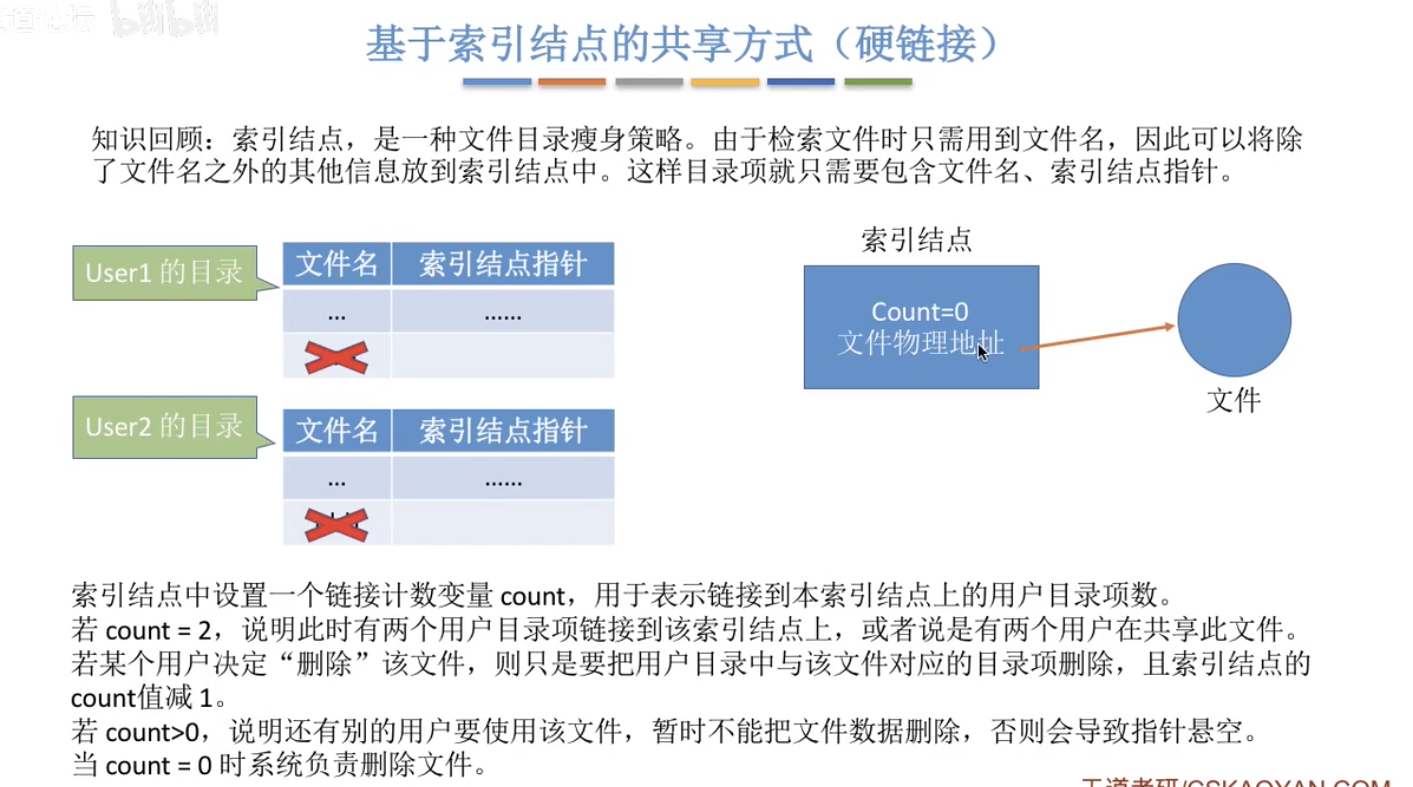 bilibili
基于索引结点的共享方式（硬链接）
知识回顾：索引结点，是一种文件目录瘦身策略。由于检索文件时只需用到文件名，因此可以将除
了文件名之外的其他信息放到索引结点中。这样目录项就只需要包含文件名、索引结点指针。
User1 的目录
文件名 索引结点指针
... ......
User2 的目录
文件名 索引结点指针
... ......
索引结点
Count=0
文件物理地址
文件
索引结点中设置一个链接计数变量 count，用于表示链接到本索引结点上的用户目录项数。
若 count = 2，说明此时有两个用户目录项链接到该索引结点上，或者说是有两个用户在共享此文件。
若某个用户决定“删除”该文件，则只是要把用户目录中与该文件对应的目录项删除，且索引结点的
count值减 1。
若 count>0，说明还有别的用户要使用该文件，暂时不能把文件数据删除，否则会导致指针悬空。
当 count = 0 时系统负责删除文件。
王道考研/CSKAOYAN.COM